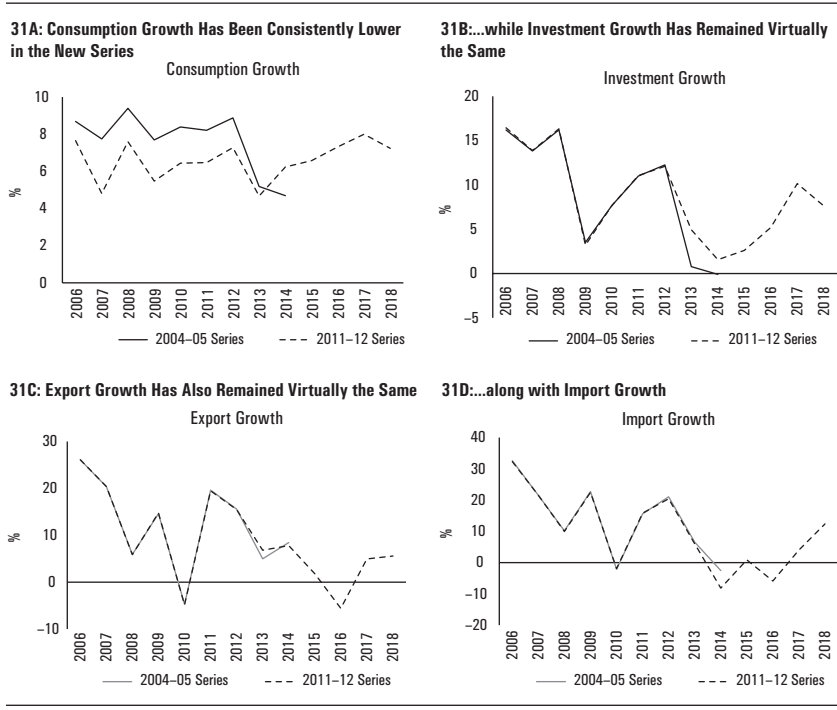 31A: Consumption Growth Has Been Consistently Lower
in the New Series
Consumption Growth
10
8
6
4
2
0
%
2006 2007 2008 2009 2010 2011 2012 2013 2014 2015 2016 2017 2018
2004–05 Series 2011–12 Series
31B:...while Investment Growth Has Remained Virtually
the Same
Investment Growth
20
15
10
5
0
–5
%
2006 2007 2008 2009 2010 2011 2012 2013 2014 2015 2016 2017 2018
2004–05 Series 2011–12 Series
31C: Export Growth Has Also Remained Virtually the Same
Export Growth
30
20
10
0
–10
%
2006 2007 2008 2009 2010 2011 2012 2013 2014 2015 2016 2017 2018
2004–05 Series 2011–12 Series
31D:...along with Import Growth
Import Growth
40
30
20
10
0
–10
–20
%
2006 2007 2008 2009 2010 2011 2012 2013 2014 2015 2016 2017 2018
2004–05 Series 2011–12 Series